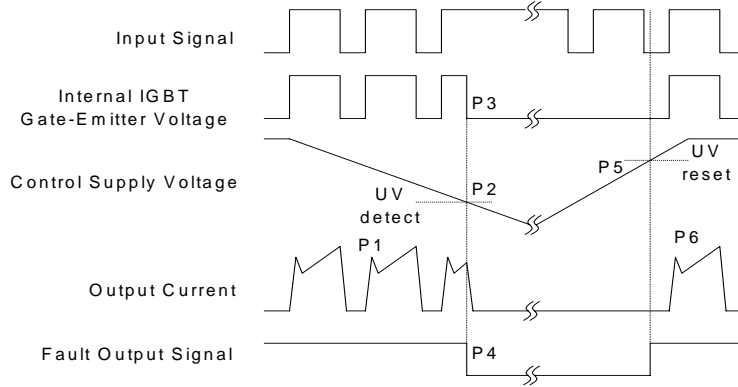 Input Signal
Internal IGBT
Gate-Emitter Voltage
P3
Control Supply Voltage
UV
detect
P2
P5
UV
reset
P1
P6
Output Current
Fault Output Signal
P4